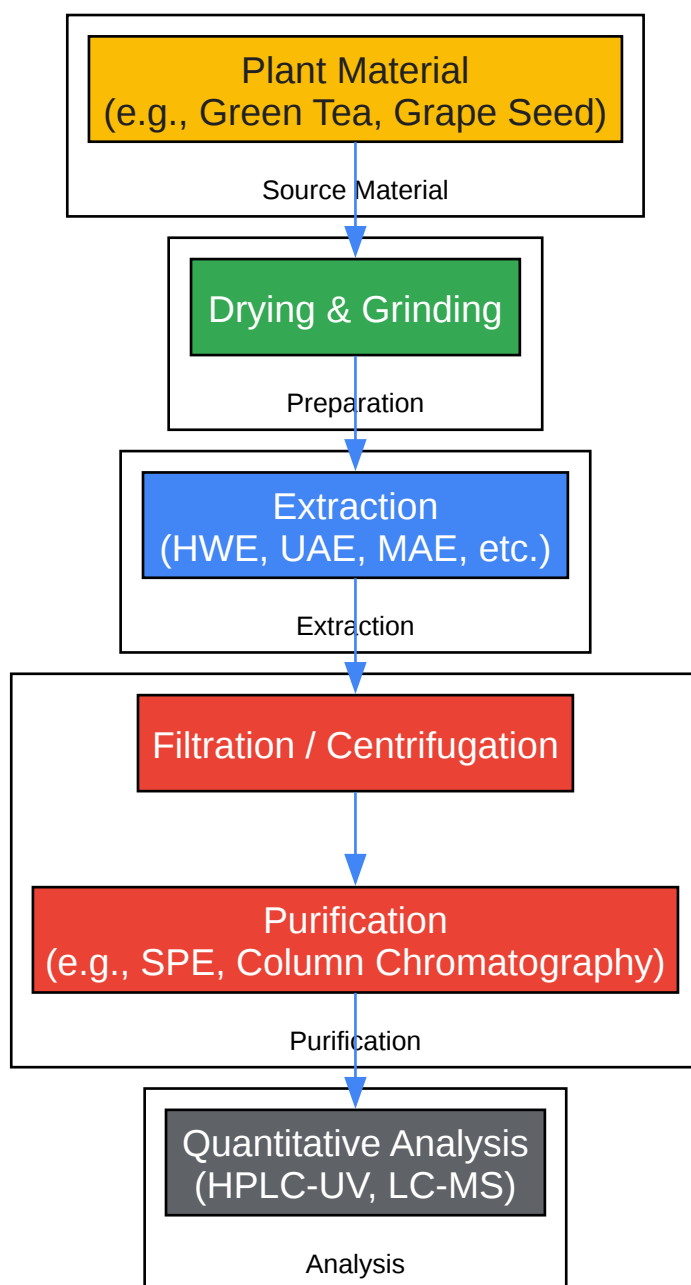 Plant Material
(e.g., Green Tea, Grape Seed)
Source Material
Drying & Grinding
Preparation
Extraction
(HWE, UAE, MAE, etc.)
Extraction
Filtration / Centrifugation
Purification
(e.g., SPE, Column Chromatography)
Purification
Quantitative Analysis
(HPLC-UV, LC-MS)
Analysis